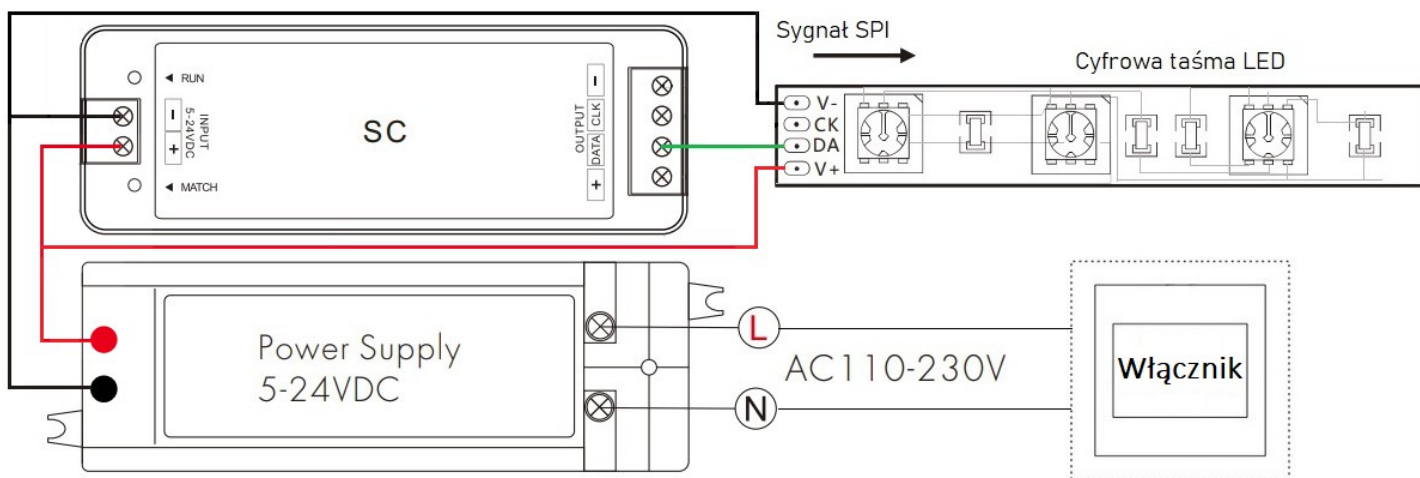 Sygnał SPI
Cyfrowa taśma LED
RUN
INPUT
5-24VDC
-
+
MATCH
SC
OUTPUT
-
CLK
DATA
+
V-
CK
DA
V+
Power Supply
5-24VDC
L
N
AC110-230V
Włącznik